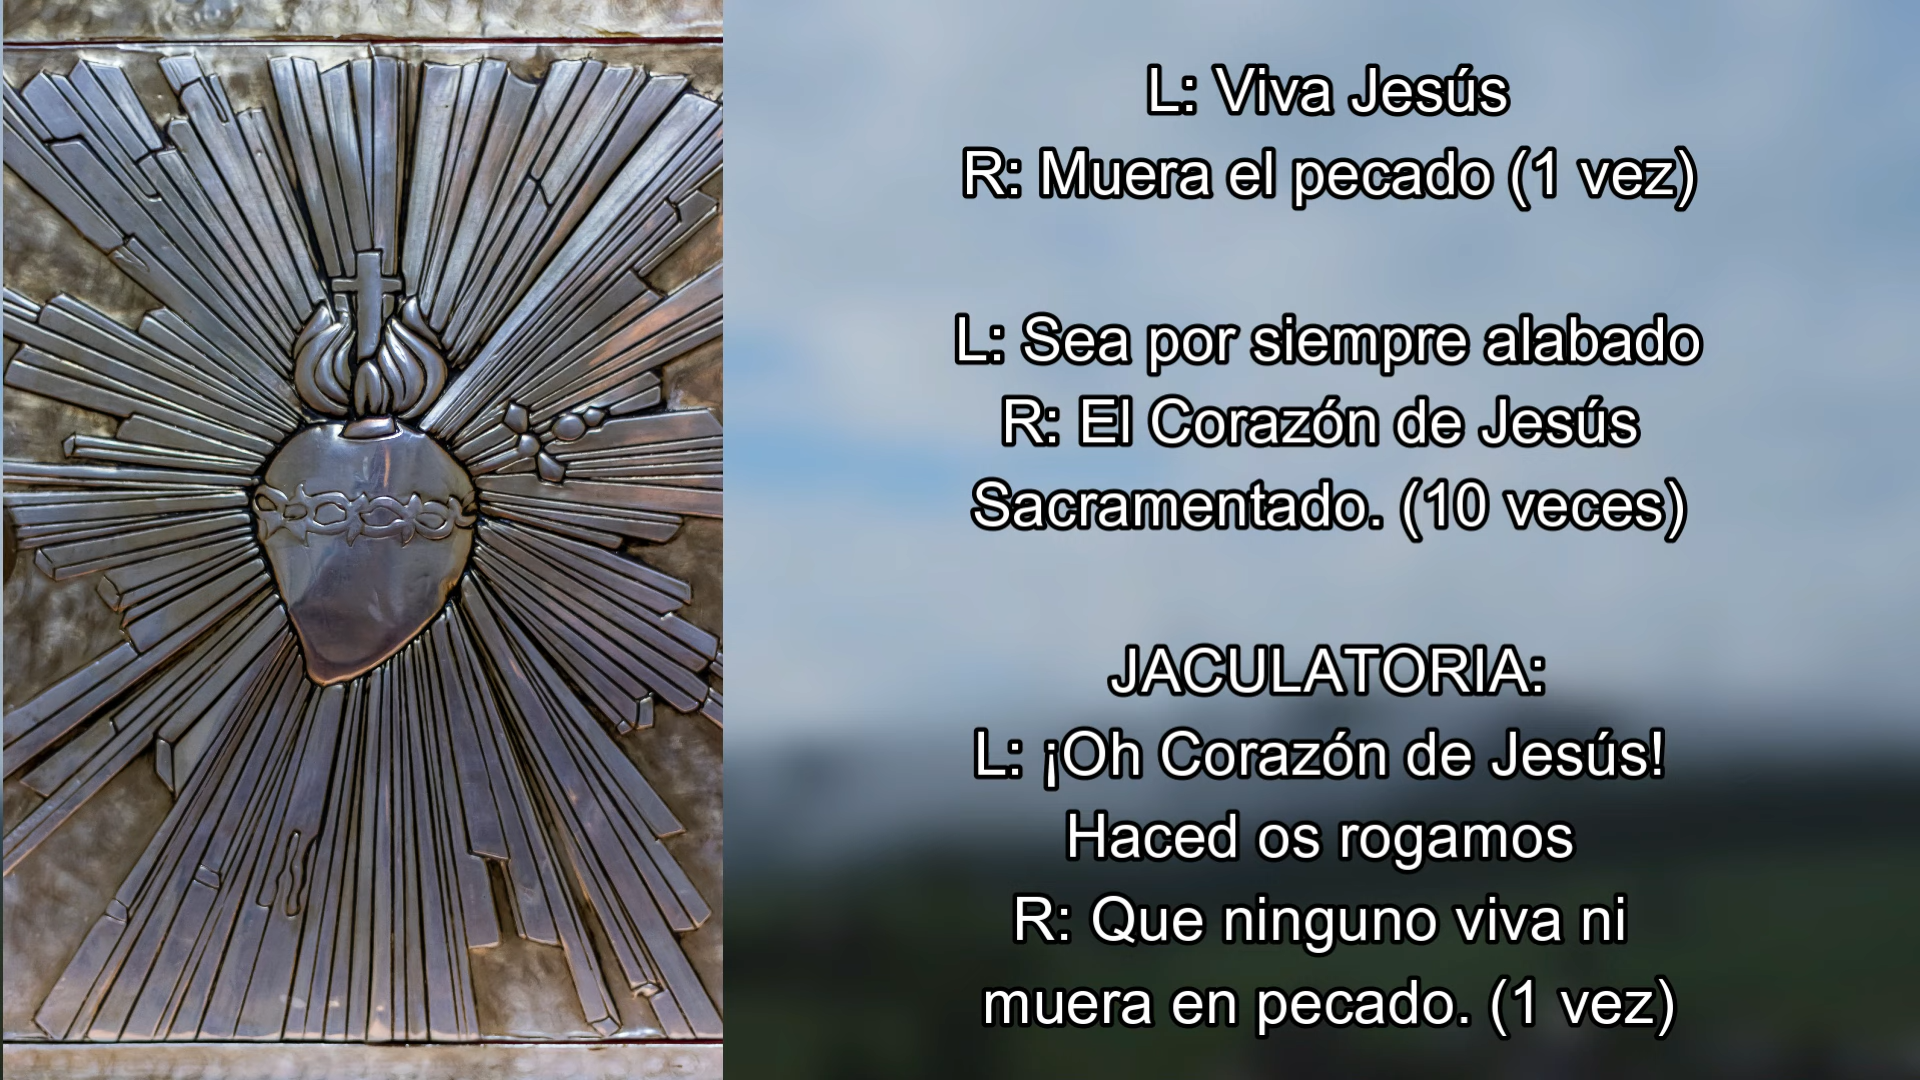 L: Viva Jesús
R: Muera el pecado (1 vez)
L: Sea por siempre alabado
R: El Corazón de Jesús
Sacramentado. (10 veces)
JACULATORIA:
L: ¡Oh Corazón de Jesús!
Haced os rogamos
R: Que ninguno viva ni
muera en pecado. (1 vez)